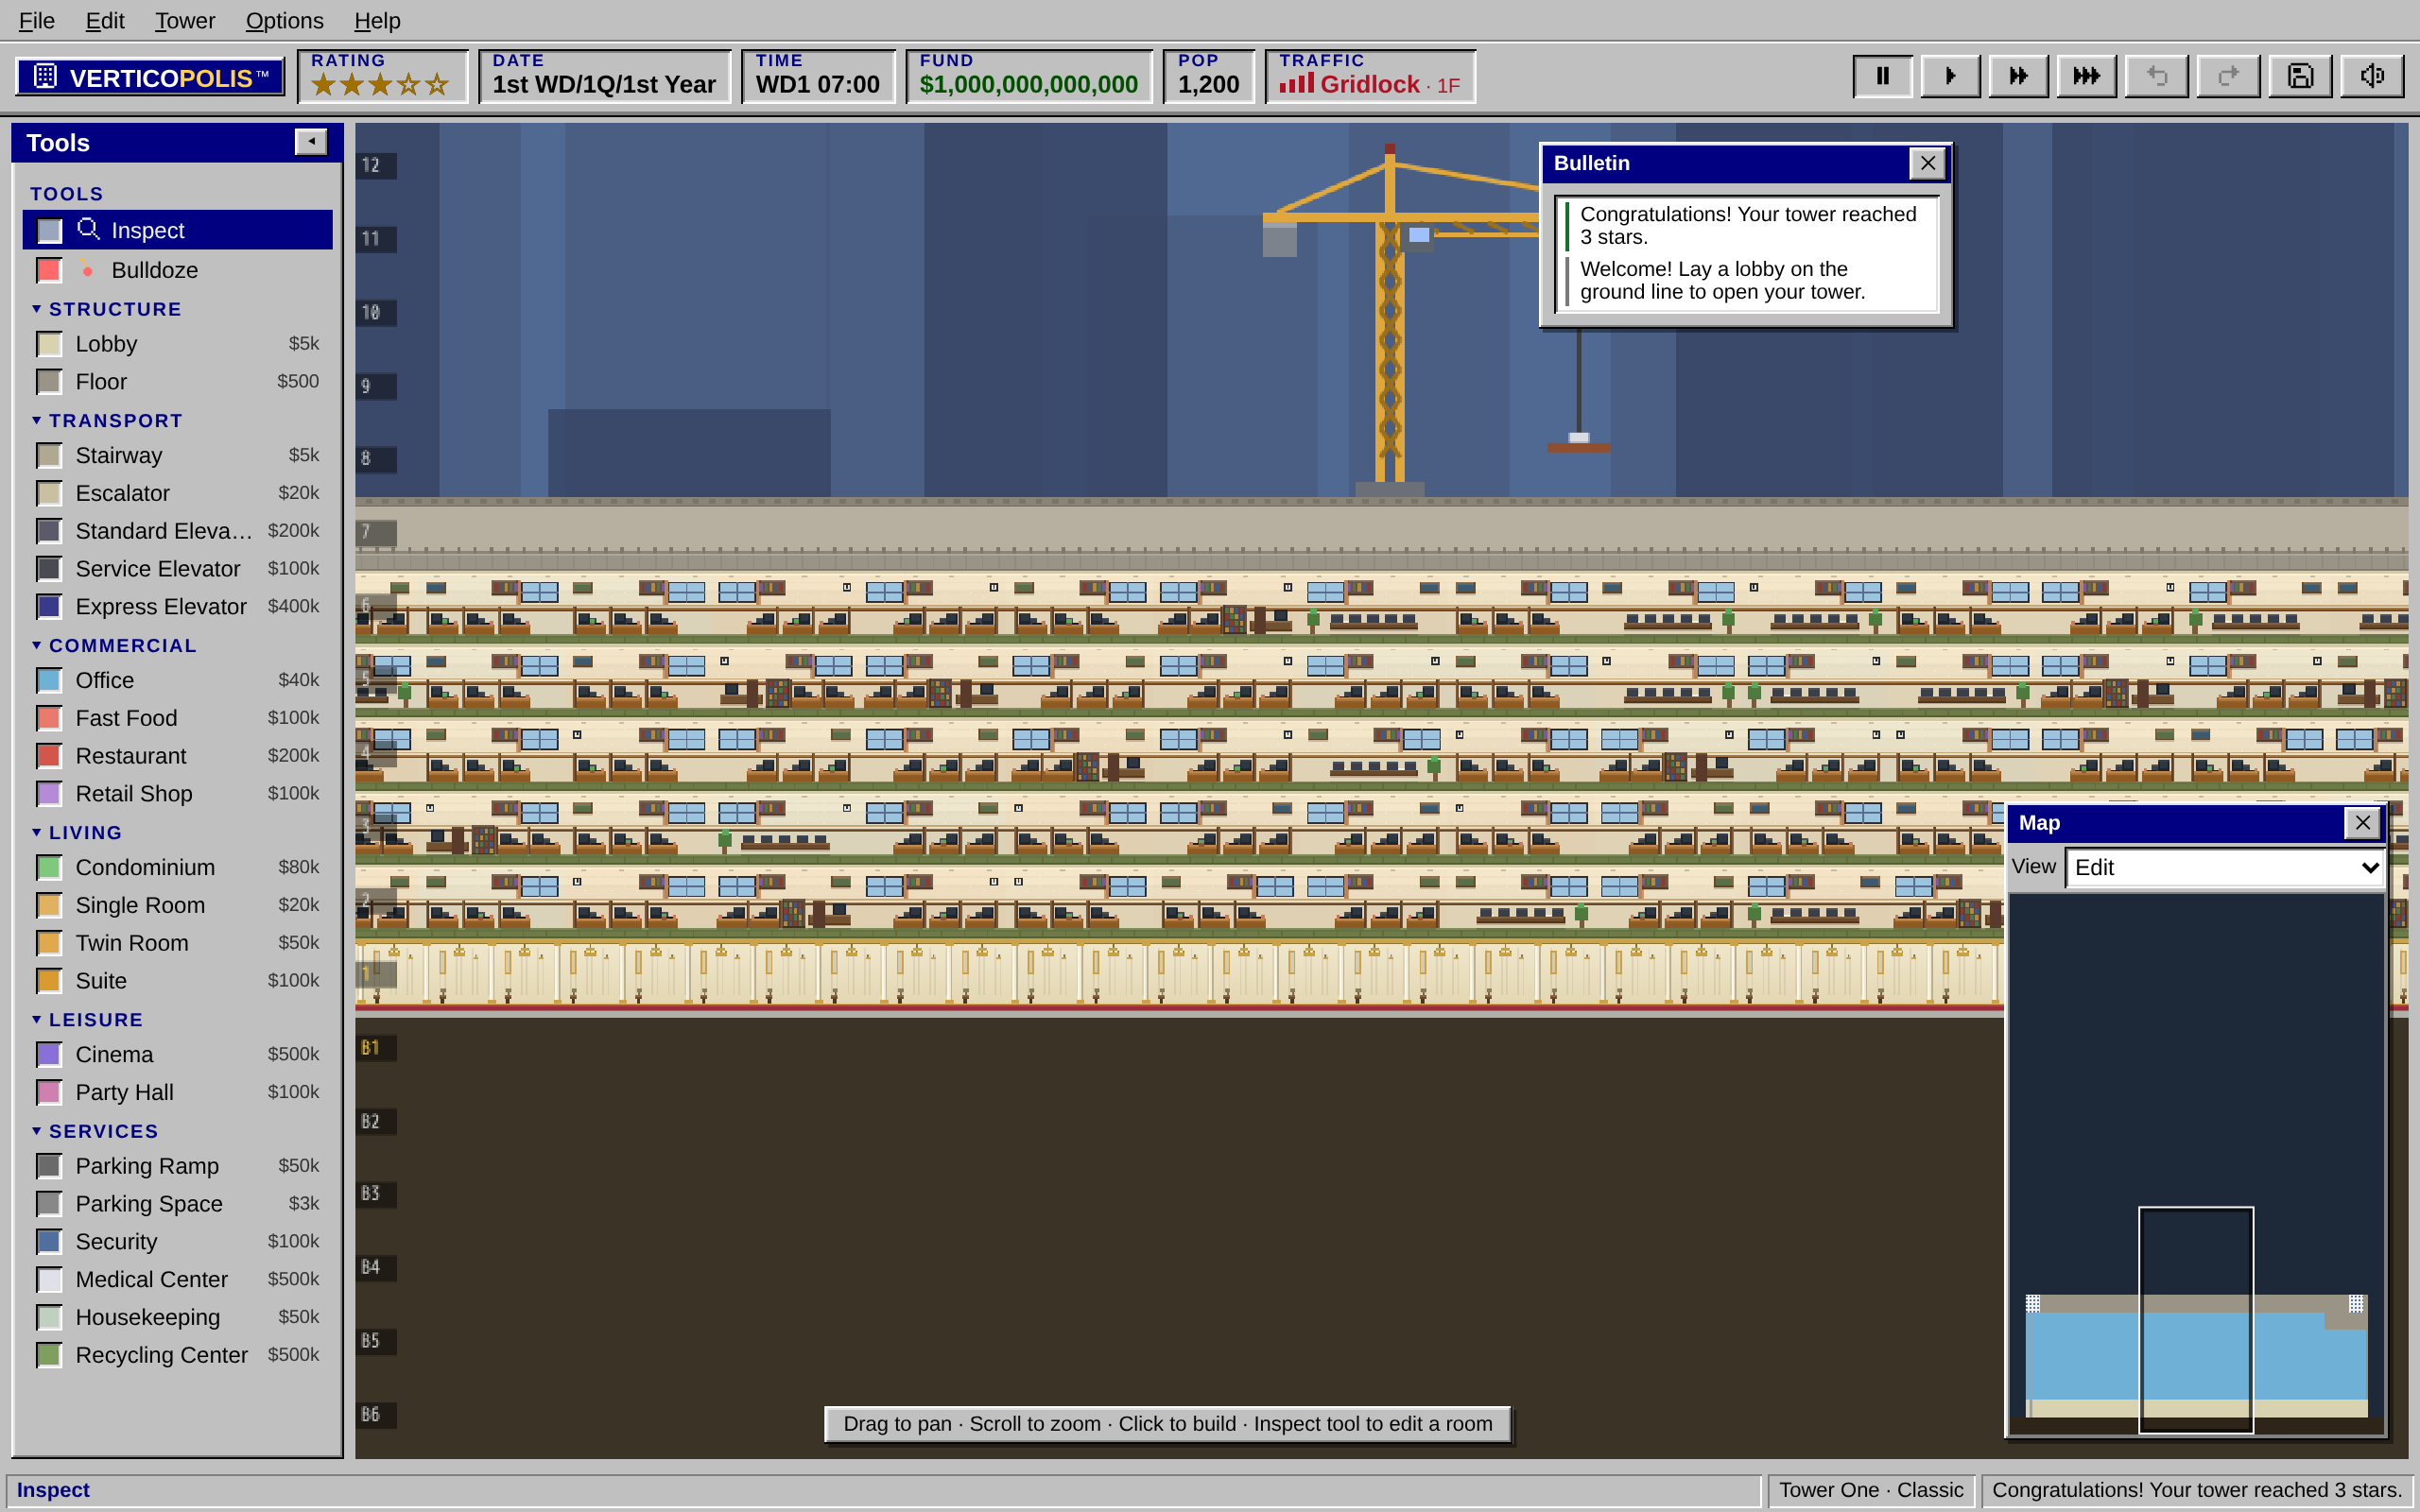 File Edit Tower Options Help
VERTICOPOLIS™
RATING
DATE
1st WD/1Q/1st Year
TIME
WD1 07:00
FUND
$1,000,000,000,000
POP
1,200
TRAFFIC
Gridlock · 1F
Tools
TOOLS
Inspect
Bulldoze
STRUCTURE
Lobby $5k
Floor $500
TRANSPORT
Stairway $5k
Escalator $20k
Standard Eleva… $200k
Service Elevator $100k
Express Elevator $400k
COMMERCIAL
Office $40k
Fast Food $100k
Restaurant $200k
Retail Shop $100k
LIVING
Condominium $80k
Single Room $20k
Twin Room $50k
Suite $100k
LEISURE
Cinema $500k
Party Hall $100k
SERVICES
Parking Ramp $50k
Parking Space $3k
Security $100k
Medical Center $500k
Housekeeping $50k
Recycling Center $500k
12
11
10
9
8
7
6
5
4
3
2
1
B1
B2
B3
B4
B5
B6
Bulletin
Congratulations! Your tower reached
3 stars.
Welcome! Lay a lobby on the
ground line to open your tower.
Map
View Edit
Drag to pan · Scroll to zoom · Click to build · Inspect tool to edit a room
Inspect
Tower One · Classic
Congratulations! Your tower reached 3 stars.